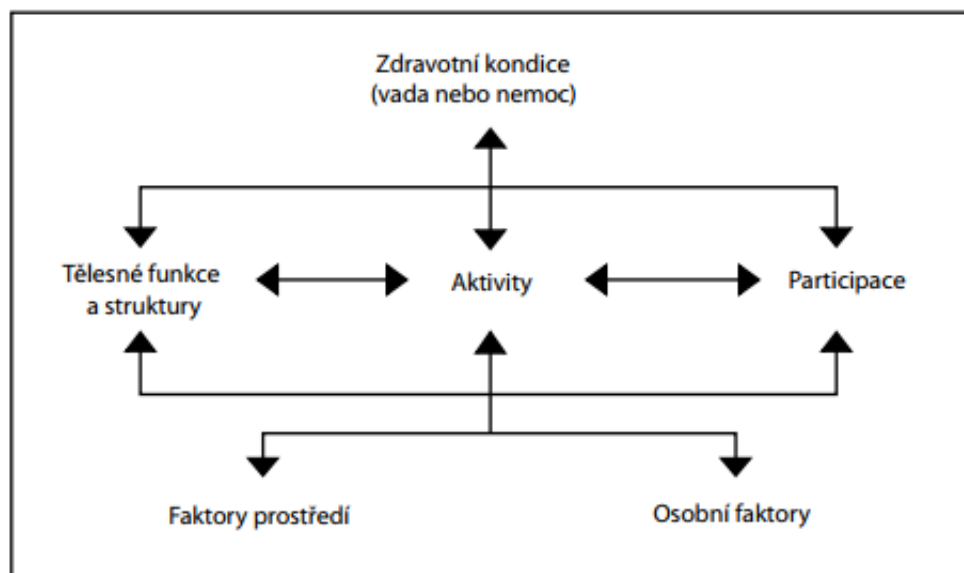 Zdravotní kondice
(vada nebo nemoc)
Tělesné funkce
a struktury
Aktivity
Participace
Faktory prostředí
Osobní faktory